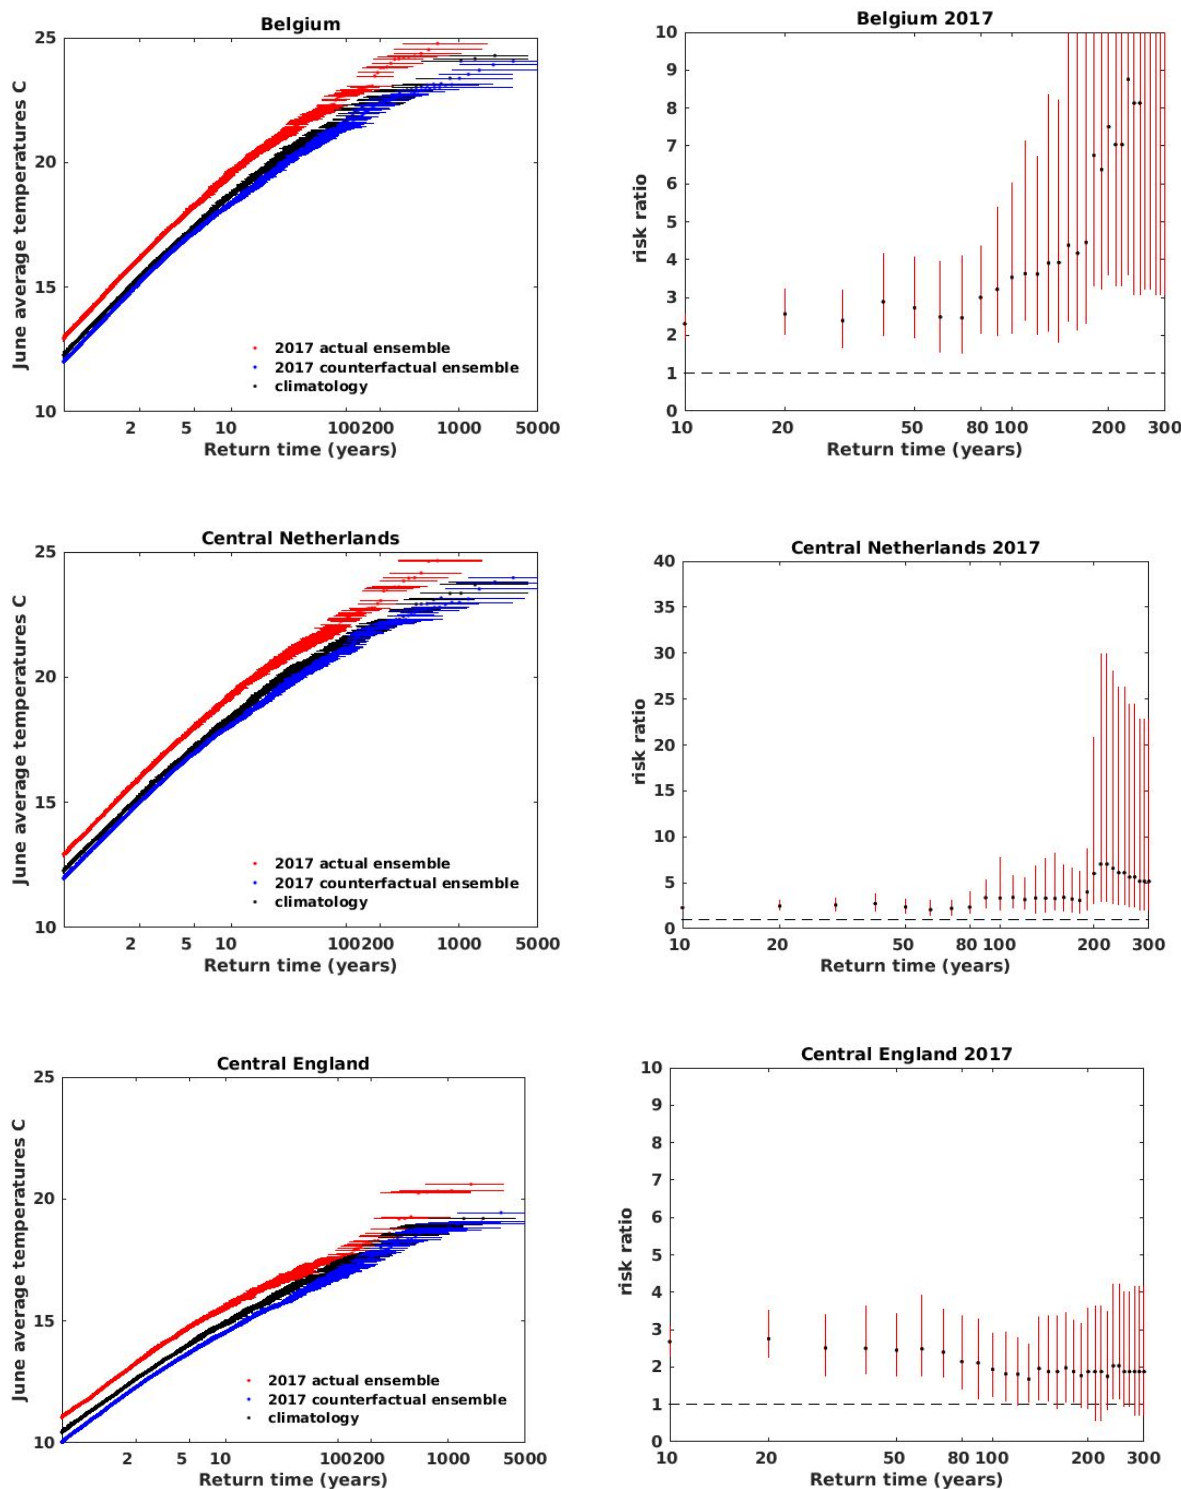 Belgium
25
20
15
10
June average temperatures C
2017 actual ensemble
2017 counterfactual ensemble
climatology
2 5 10 100 200 1000 5000
Return time (years)
Belgium 2017
10
9
8
7
6
5
4
3
2
1
0
risk ratio
10 20 50 80 100 200 300
Return time (years)
Central Netherlands
25
20
15
10
June average temperatures C
2017 actual ensemble
2017 counterfactual ensemble
climatology
2 5 10 100 200 1000 5000
Return time (years)
Central Netherlands 2017
40
35
30
25
20
15
10
5
0
risk ratio
10 20 50 80 100 200 300
Return time (years)
Central England
25
20
15
10
June average temperatures C
2017 actual ensemble
2017 counterfactual ensemble
climatology
2 5 10 100 200 1000 5000
Return time (years)
Central England 2017
10
9
8
7
6
5
4
3
2
1
0
risk ratio
10 20 50 80 100 200 300
Return time (years)